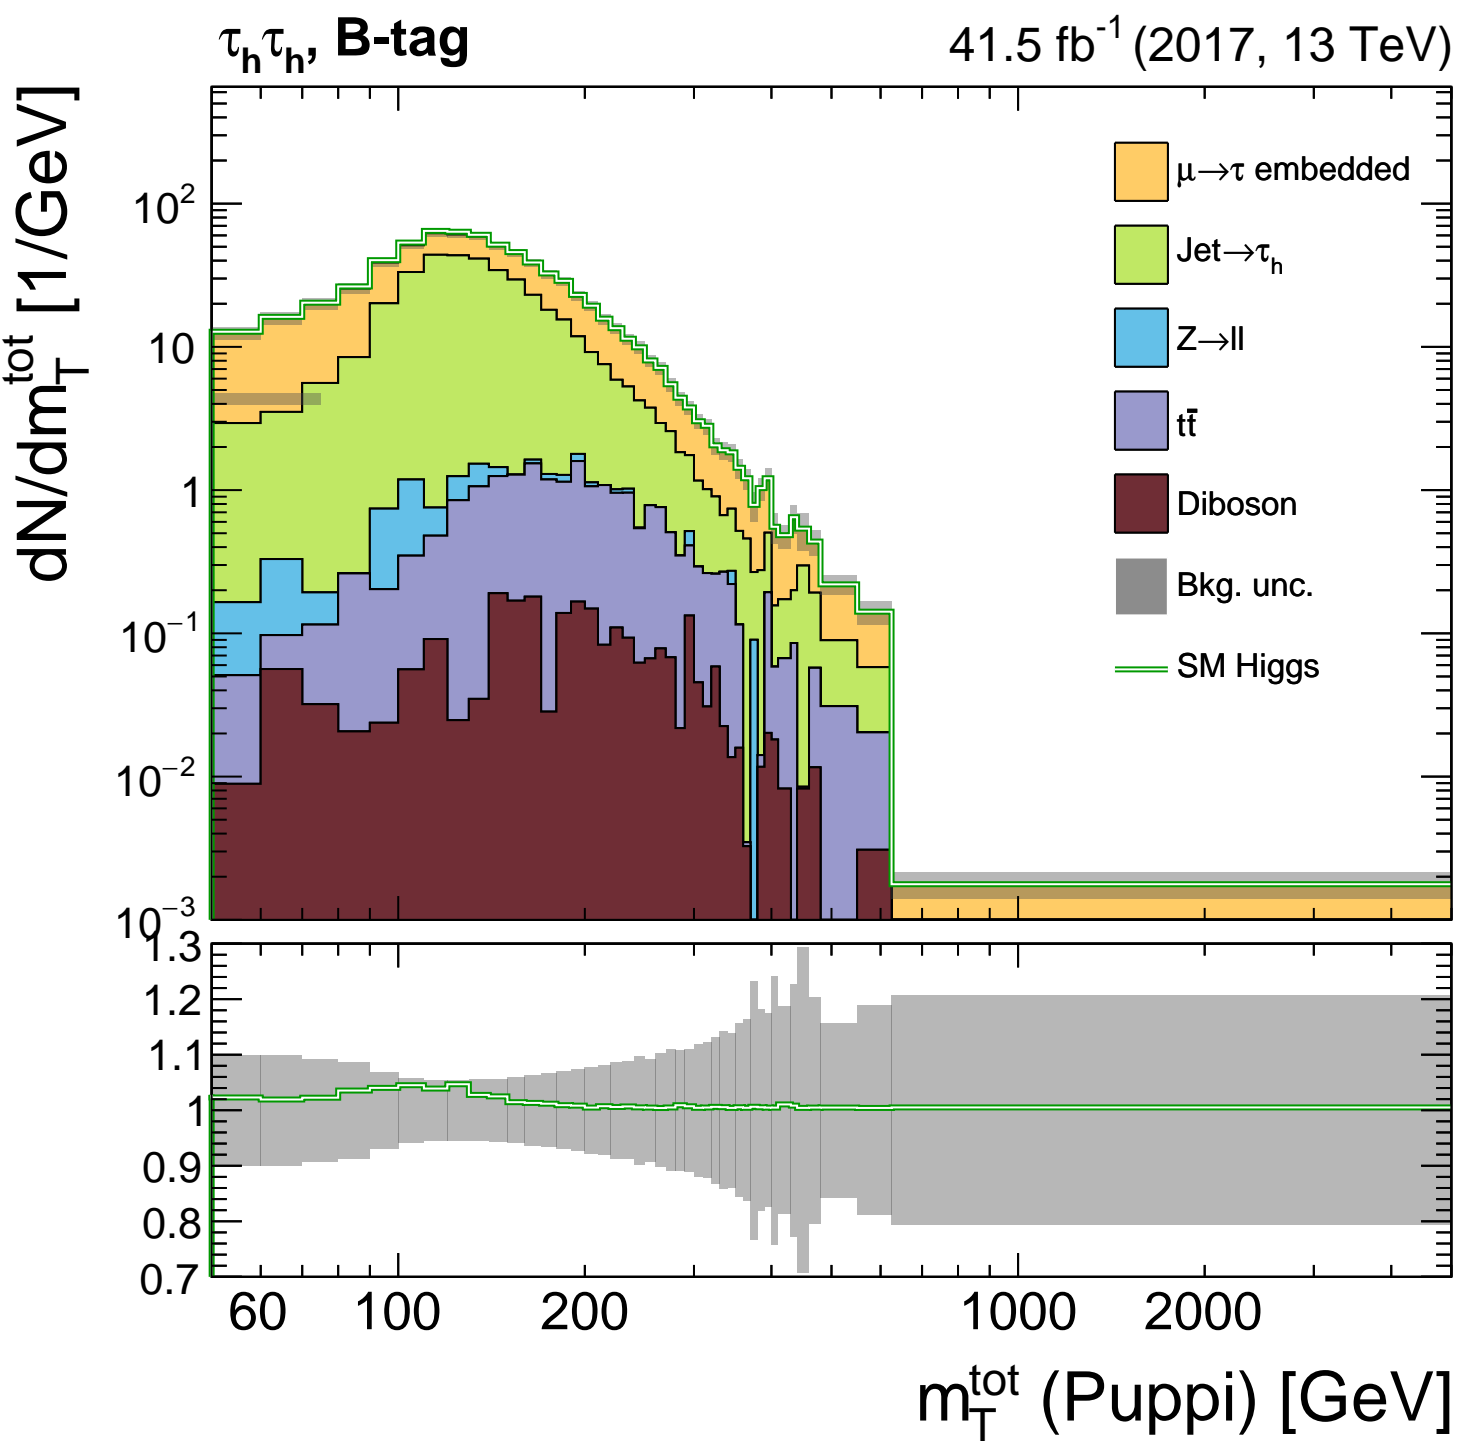 τhτh, B-tag
41.5 fb-1 (2017, 13 TeV)
dN/dmTtot [1/GeV]
102
10
1
10−1
10−2
10−3
μ→τ embedded
Jet→τh
Z→ll
tt̄
Diboson
Bkg. unc.
SM Higgs
1.3
1.2
1.1
1
0.9
0.8
0.7
60 100 200 1000 2000
mTtot (Puppi) [GeV]